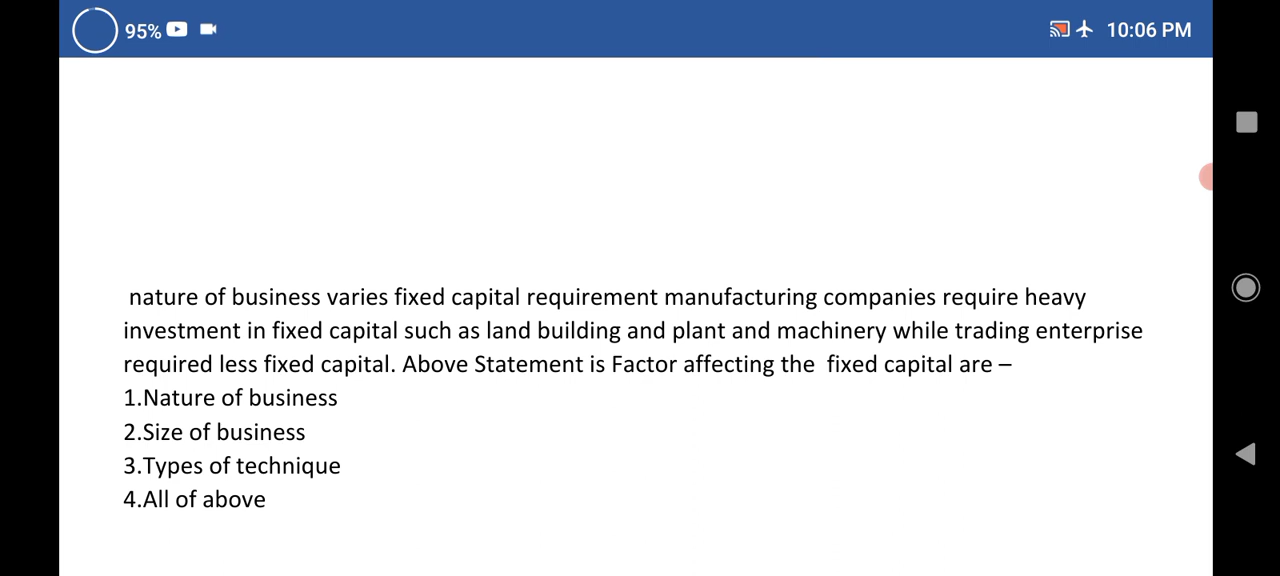 95%
10:06 PM
nature of business varies fixed capital requirement manufacturing companies require heavy
investment in fixed capital such as land building and plant and machinery while trading enterprise
required less fixed capital. Above Statement is Factor affecting the  fixed capital are –
1.Nature of business
2.Size of business
3.Types of technique
4.All of above